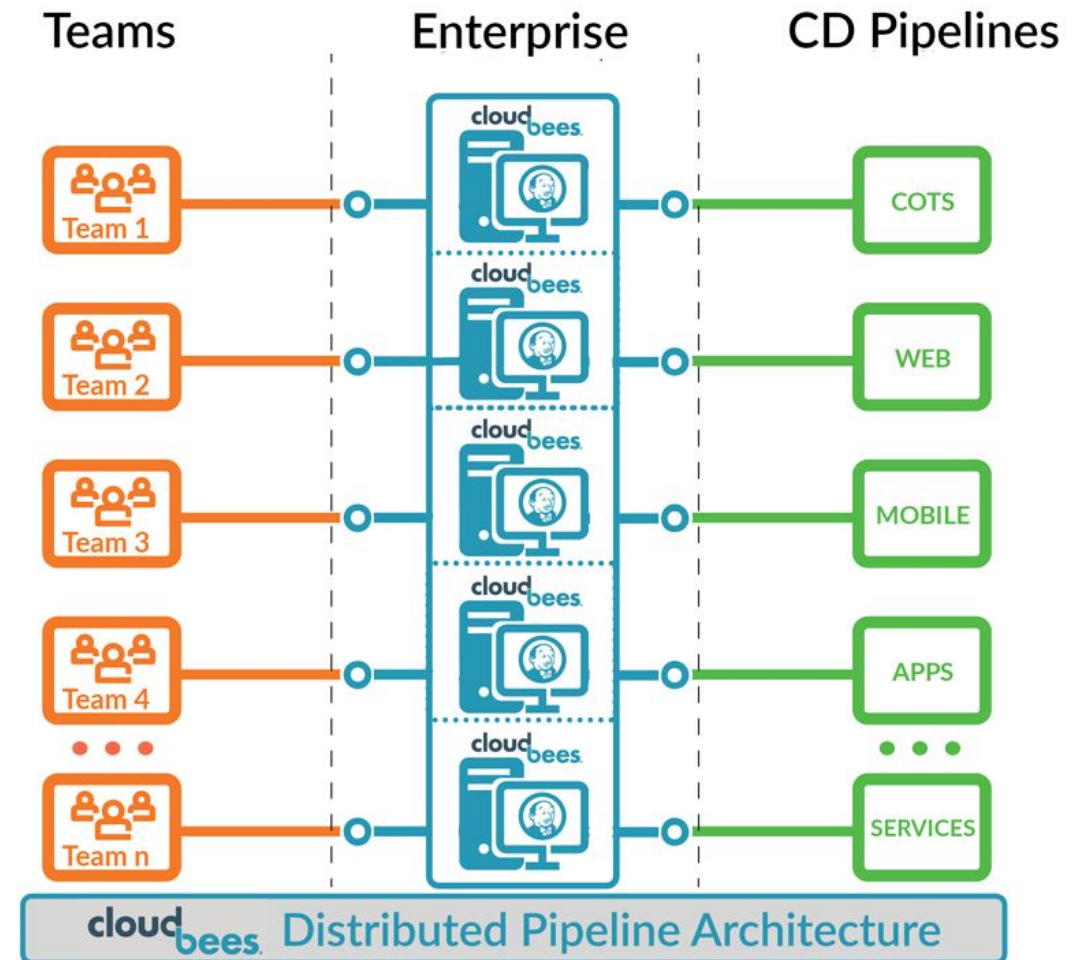 Teams Enterprise CD Pipelines
cloudbees.
Team 1
COTS
cloudbees.
Team 2
WEB
cloudbees.
Team 3
MOBILE
cloudbees.
Team 4
APPS
cloudbees.
Team n
SERVICES
cloudbees. Distributed Pipeline Architecture